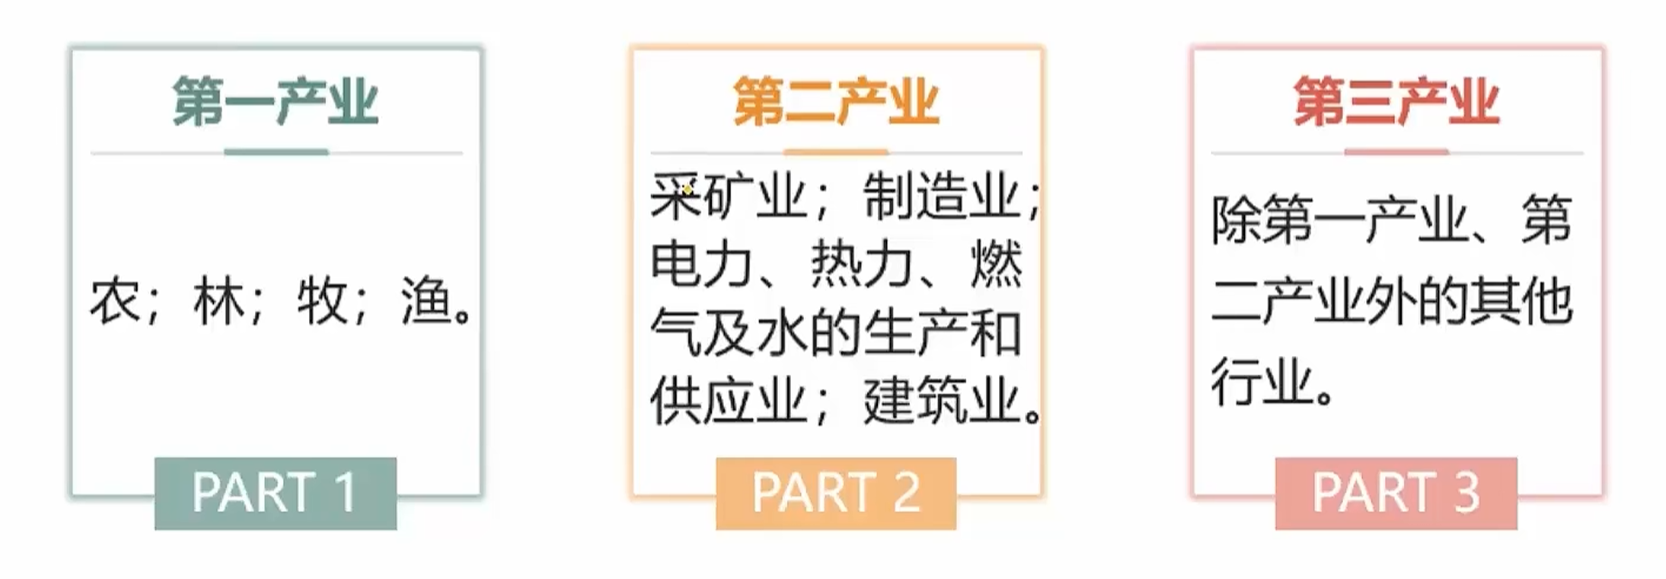 第一产业
农；林；牧；渔。
PART 1
第二产业
采矿业；制造业；
电力、热力、燃
气及水的生产和
供应业；建筑业。
PART 2
第三产业
除第一产业、第
二产业外的其他
行业。
PART 3